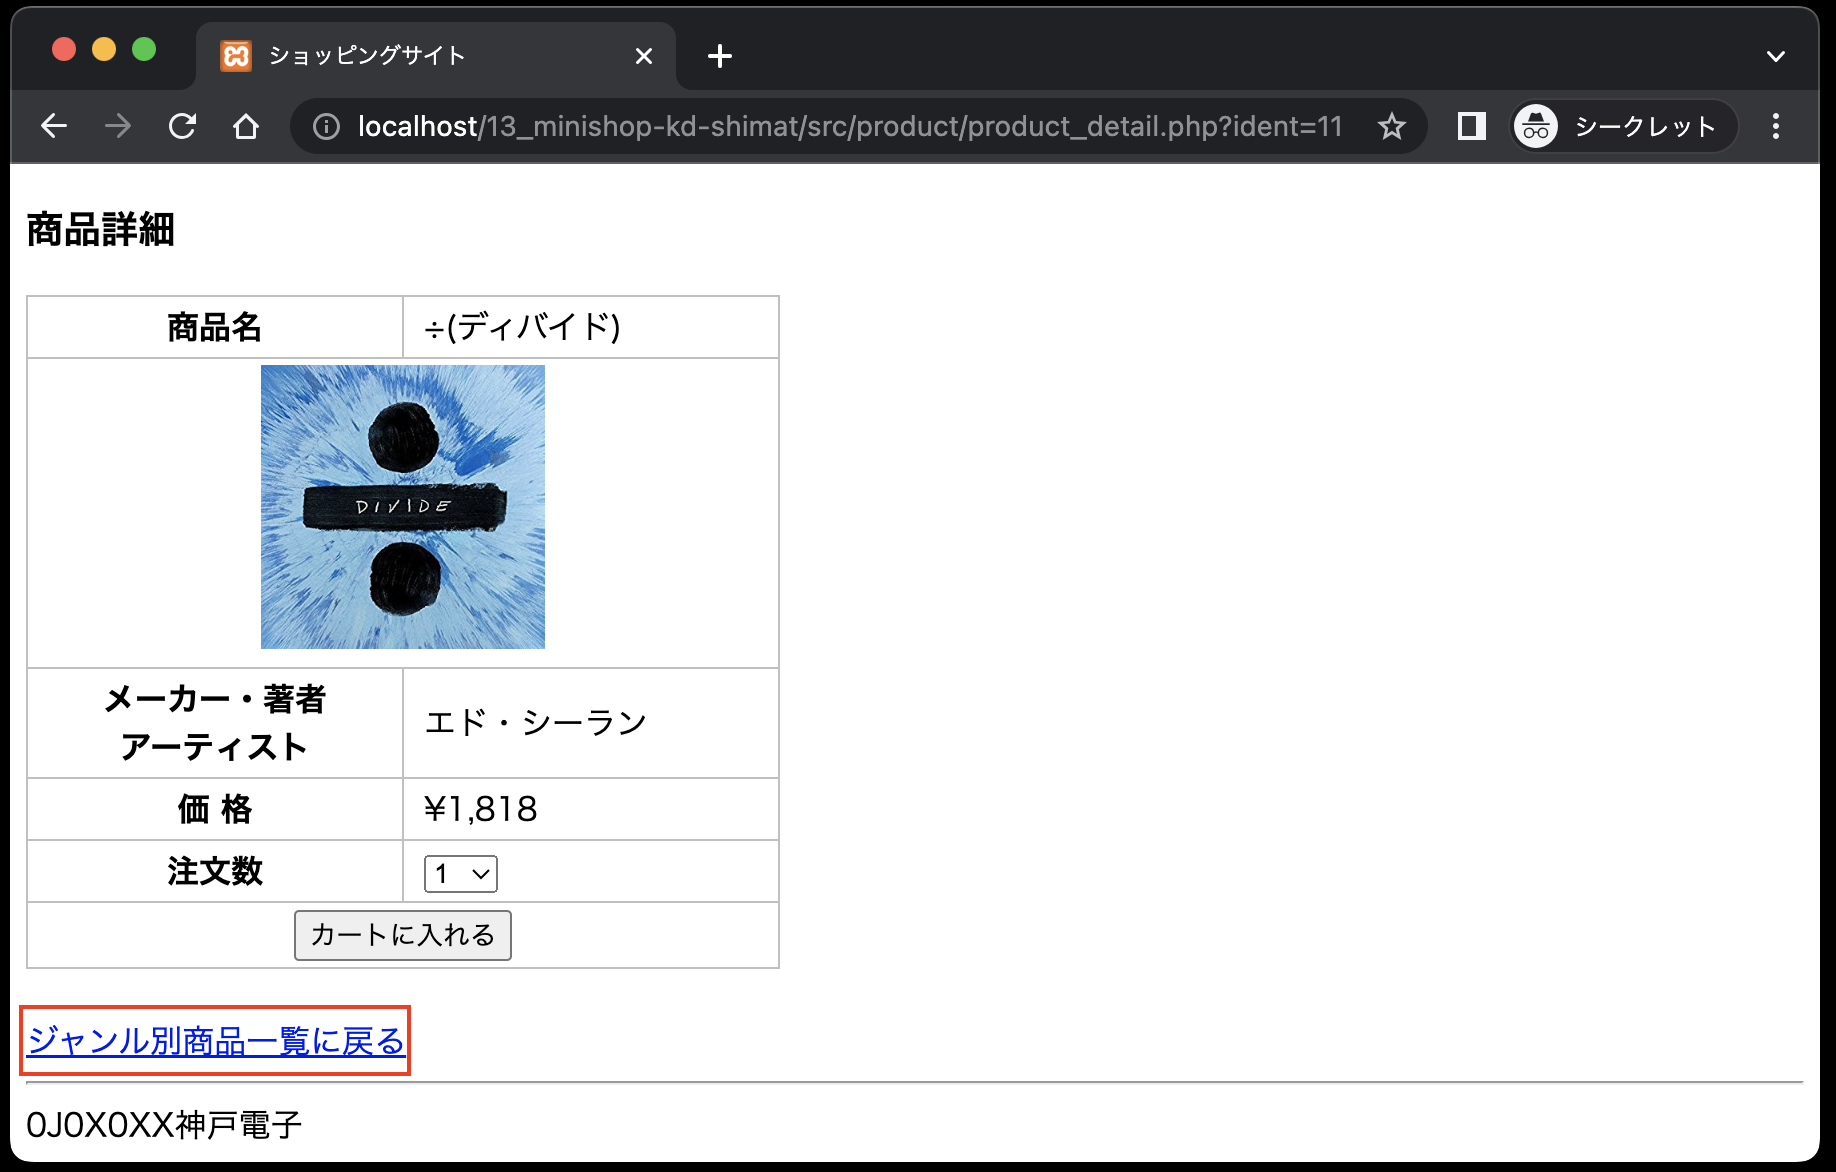 ショッピングサイト
localhost/13_minishop-kd-shimat/src/product/product_detail.php?ident=11
シークレット
商品詳細
商品名 ÷(ディバイド)
DIVIDE
メーカー・著者
アーティスト
エド・シーラン
価 格 ¥1,818
注文数 1
カートに入れる
ジャンル別商品一覧に戻る
0J0X0XX神戸電子